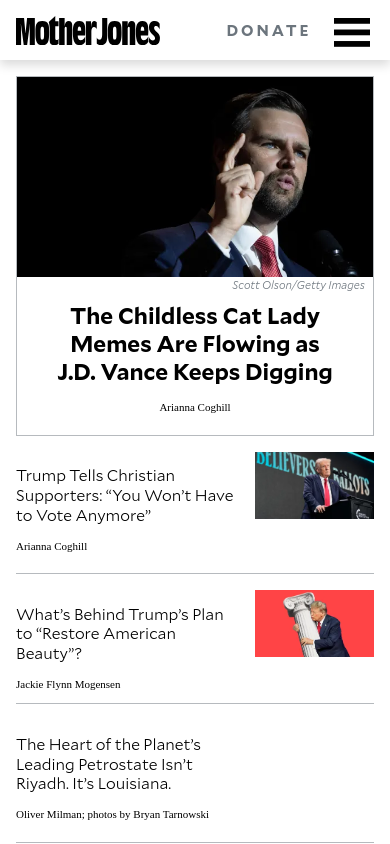 Mother Jones
DONATE
Scott Olson/Getty Images
The Childless Cat Lady
Memes Are Flowing as
J.D. Vance Keeps Digging
Arianna Coghill
Trump Tells Christian
Supporters: “You Won’t Have
to Vote Anymore”
BELIEVERS
BALLOTS
Arianna Coghill
What’s Behind Trump’s Plan
to “Restore American
Beauty”?
Jackie Flynn Mogensen
The Heart of the Planet’s
Leading Petrostate Isn’t
Riyadh. It’s Louisiana.
Oliver Milman; photos by Bryan Tarnowski